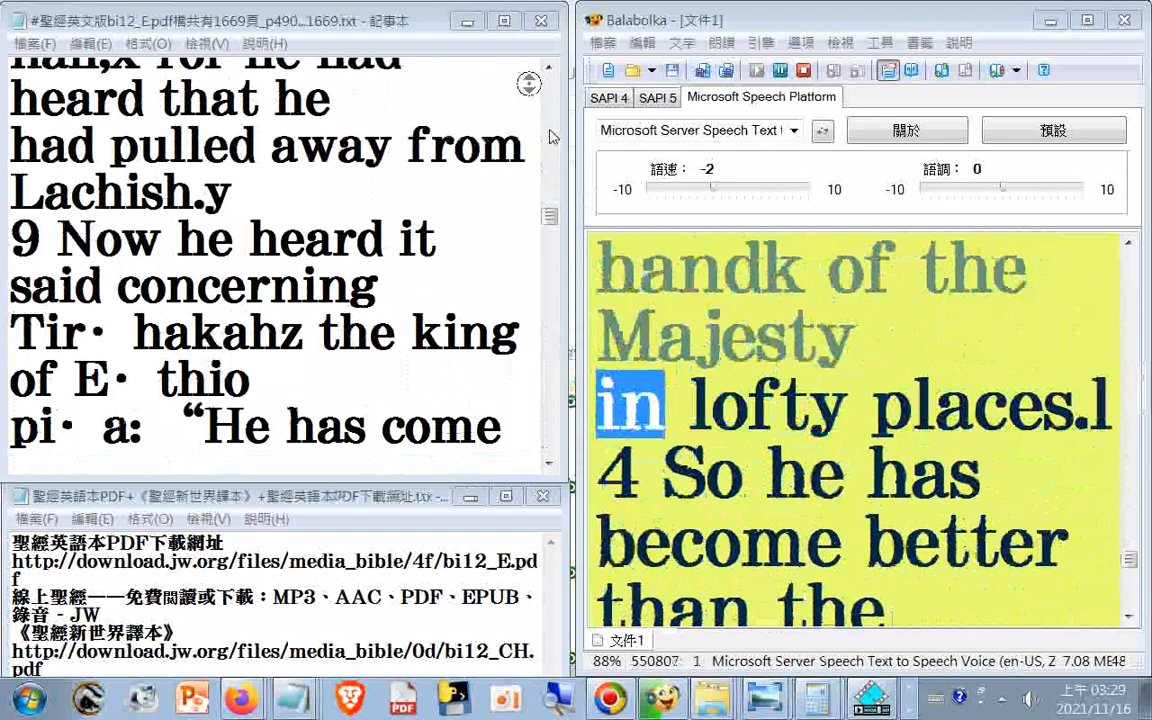 #聖經英文版bi12_E.pdf檔共有1669頁_p490..._1669.txt - 記事本
檔案(F) 編輯(E) 格式(O) 檢視(V) 說明(H)
nah,x for he had
heard that he
had pulled away from
Lachish.y
9 Now he heard it
said concerning
Tir· hakahz the king
of E· thio
pi· a: “He has come
聖經英語本PDF+《聖經新世界譯本》+聖經英語本PDF下載網址.txt -...
檔案(F) 編輯(E) 格式(O) 檢視(V) 說明(H)
聖經英語本PDF下載網址
http://download.jw.org/files/media_bible/4f/bi12_E.pd
f
線上聖經——免費閱讀或下載：MP3、AAC、PDF、EPUB、
錄音 - JW
《聖經新世界譯本》
http://download.jw.org/files/media_bible/0d/bi12_CH.
pdf
Balabolka - [文件1]
檔案 編輯 文字 朗讀 引擎 選項 檢視 工具 書籤 說明
SAPI 4 SAPI 5 Microsoft Speech Platform
Microsoft Server Speech Text 關於 預設
語速： -2 語調： 0
-10 10 -10 10
handk of the
Majesty
in lofty places.l
4 So he has
become better
than the
文件1
88% 550807: 1 Microsoft Server Speech Text to Speech Voice (en-US, Z 7.08 ME48
PDF
上午 03:29
2021/11/16